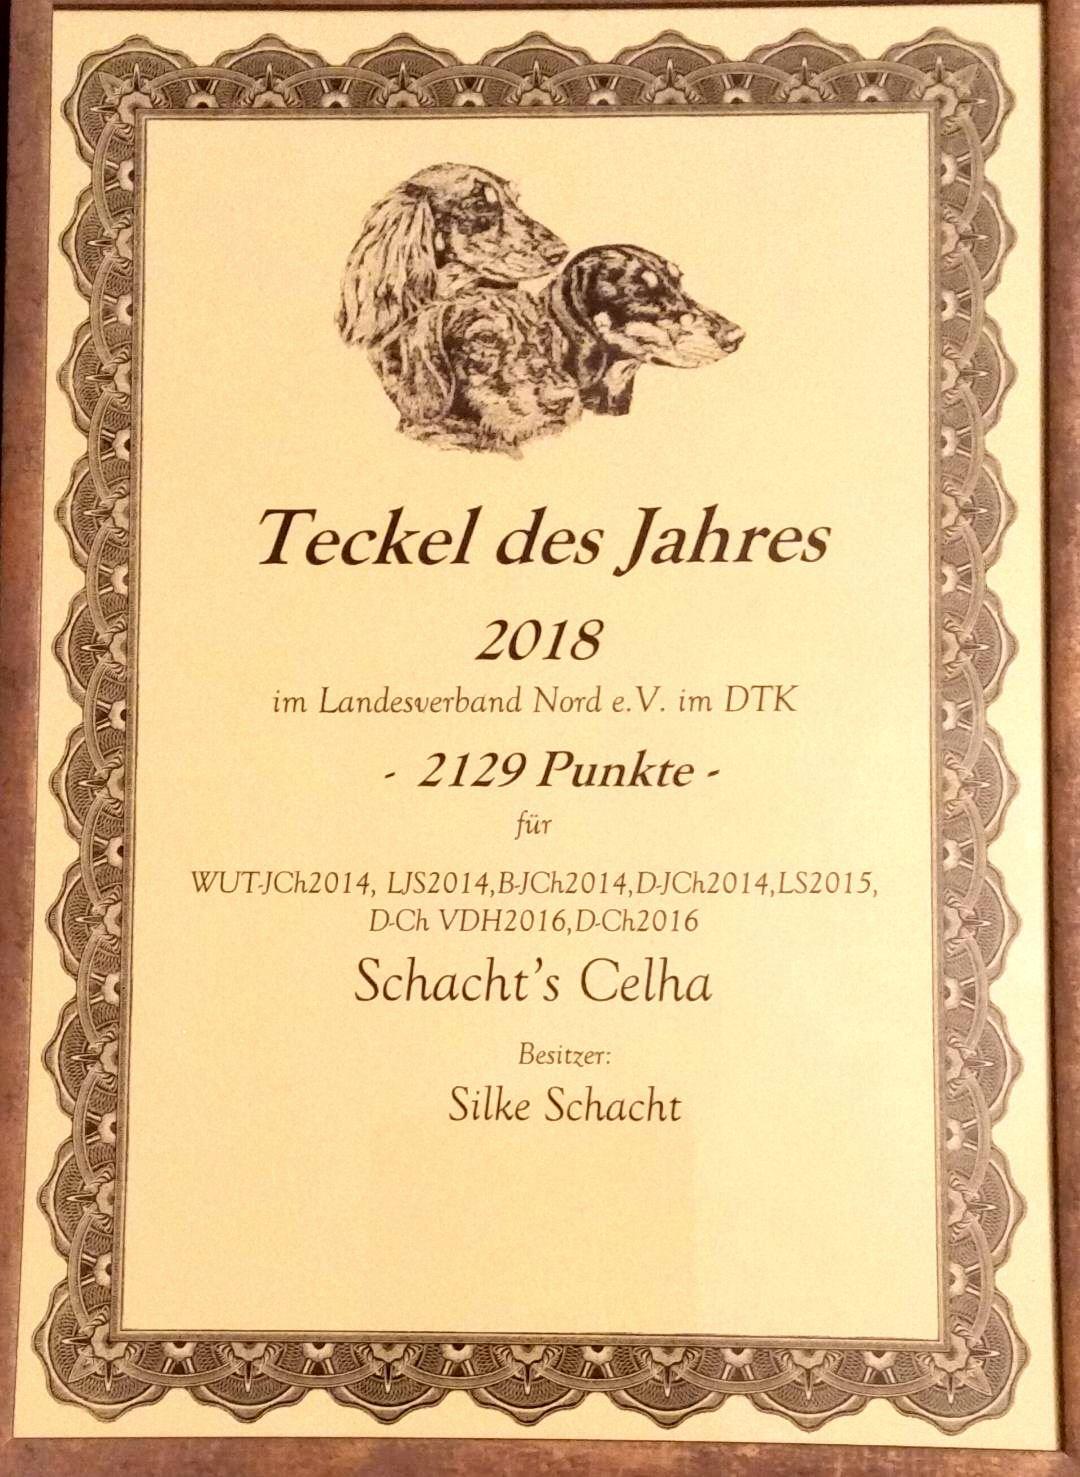 Teckel des Jahres
2018
im Landesverband Nord e.V. im DTK
- 2129 Punkte -
für
WUT-JCh2014, LJS2014,B-JCh2014,D-JCh2014,LS2015,
D-Ch VDH2016,D-Ch2016
Schacht's Celha
Besitzer:
Silke Schacht